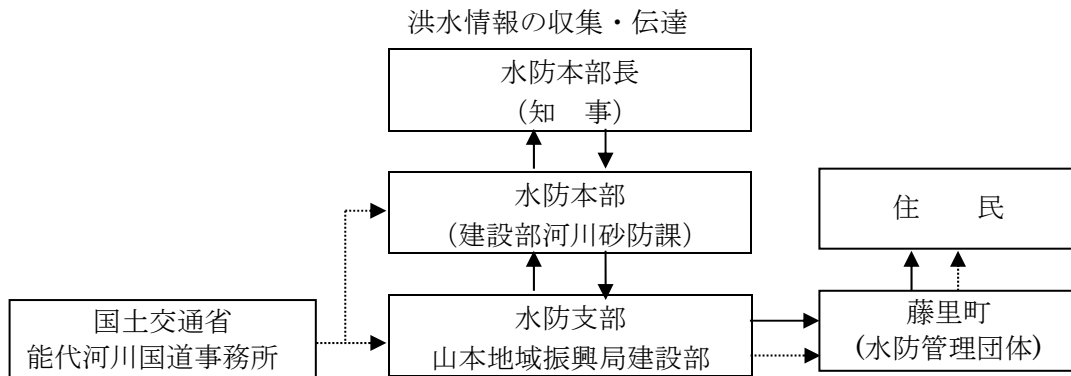 洪水情報の収集・伝達
水防本部長
（知　事）
水防本部
（建設部河川砂防課）
住　　民
国土交通省
能代河川国道事務所
水防支部
山本地域振興局建設部
藤里町
(水防管理団体)